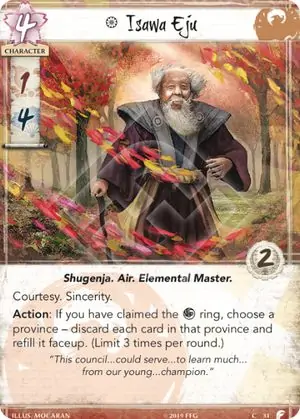 4
Isawa Eju
CHARACTER
1
4
2
Shugenja. Air. Elemental Master.
Courtesy. Sincerity.
Action: If you have claimed the ring, choose a
province – discard each card in that province and
refill it faceup. (Limit 3 times per round.)
"This council...could serve...to learn much...
from our young...champion."
ILLUS. MOCARAN
©2019 FFG
C 31